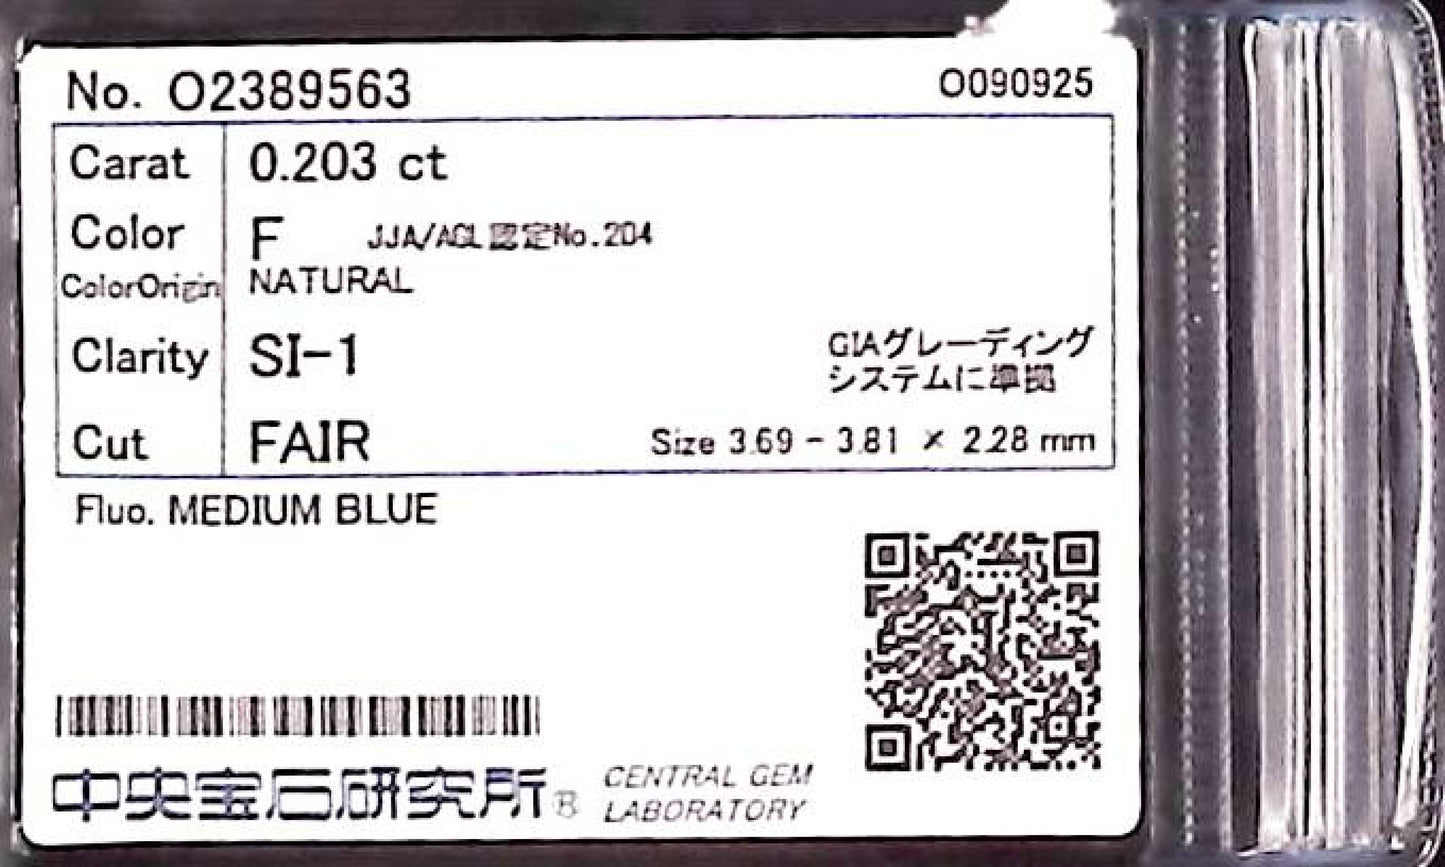 No. O2389563
O090925
Carat 0.203 ct
Color F JJA/AGL認定No.204
ColorOrigin NATURAL
Clarity SI-1
GIAグレーディング
システムに準拠
Cut FAIR Size 3.69 - 3.81 × 2.28 mm
Fluo. MEDIUM BLUE
中央宝石研究所® CENTRAL GEM
LABORATORY